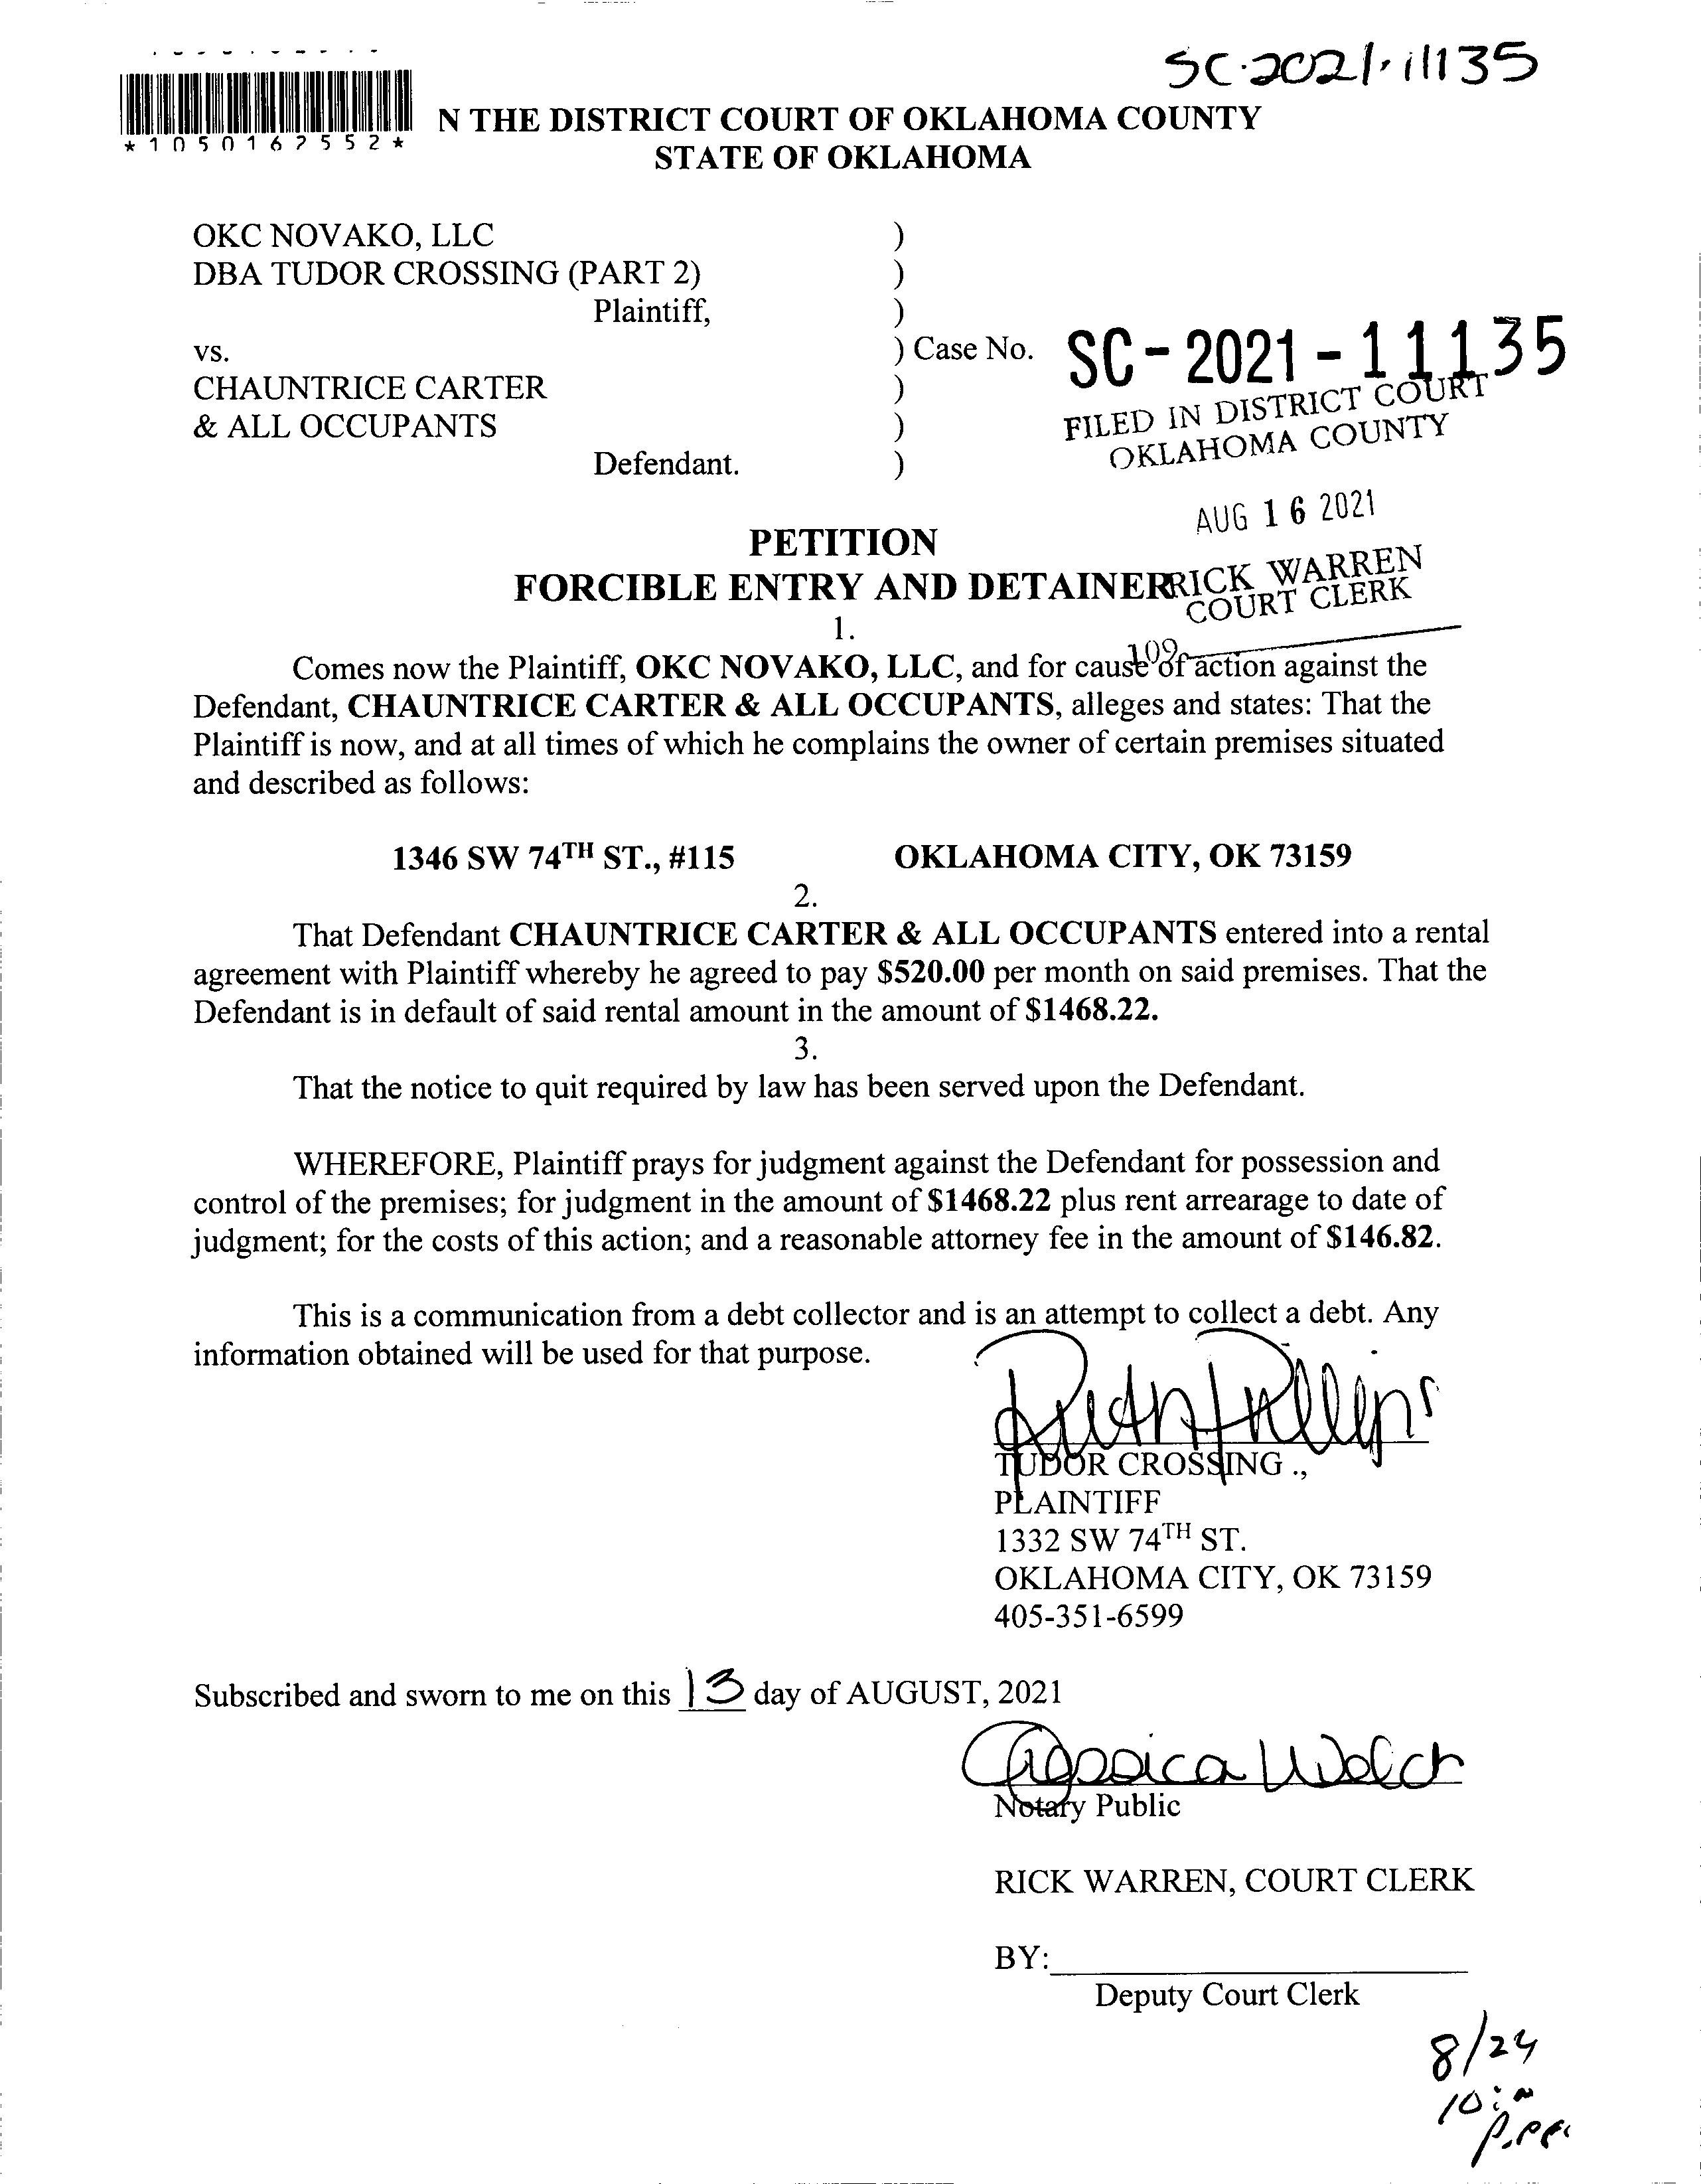 SC-2021-11135
*1050162552*
N THE DISTRICT COURT OF OKLAHOMA COUNTY
STATE OF OKLAHOMA
OKC NOVAKO, LLC )
DBA TUDOR CROSSING (PART 2) )
Plaintiff, )
vs. ) Case No. SC-2021-11135
CHAUNTRICE CARTER )
& ALL OCCUPANTS )
Defendant. )
FILED IN DISTRICT COURT
OKLAHOMA COUNTY
AUG 16 2021
RICK WARREN
COURT CLERK
109
PETITION
FORCIBLE ENTRY AND DETAINER
1.
Comes now the Plaintiff, OKC NOVAKO, LLC, and for cause of action against the
Defendant, CHAUNTRICE CARTER & ALL OCCUPANTS, alleges and states: That the
Plaintiff is now, and at all times of which he complains the owner of certain premises situated
and described as follows:
1346 SW 74TH ST., #115 OKLAHOMA CITY, OK 73159
2.
That Defendant CHAUNTRICE CARTER & ALL OCCUPANTS entered into a rental
agreement with Plaintiff whereby he agreed to pay $520.00 per month on said premises. That the
Defendant is in default of said rental amount in the amount of $1468.22.
3.
That the notice to quit required by law has been served upon the Defendant.
WHEREFORE, Plaintiff prays for judgment against the Defendant for possession and
control of the premises; for judgment in the amount of $1468.22 plus rent arrearage to date of
judgment; for the costs of this action; and a reasonable attorney fee in the amount of $146.82.
This is a communication from a debt collector and is an attempt to collect a debt. Any
information obtained will be used for that purpose.
TUDOR CROSSING .,
PLAINTIFF
1332 SW 74TH ST.
OKLAHOMA CITY, OK 73159
405-351-6599
Subscribed and sworn to me on this 13 day of AUGUST, 2021
Jessica Welch
Notary Public
RICK WARREN, COURT CLERK
BY:
Deputy Court Clerk
8/24